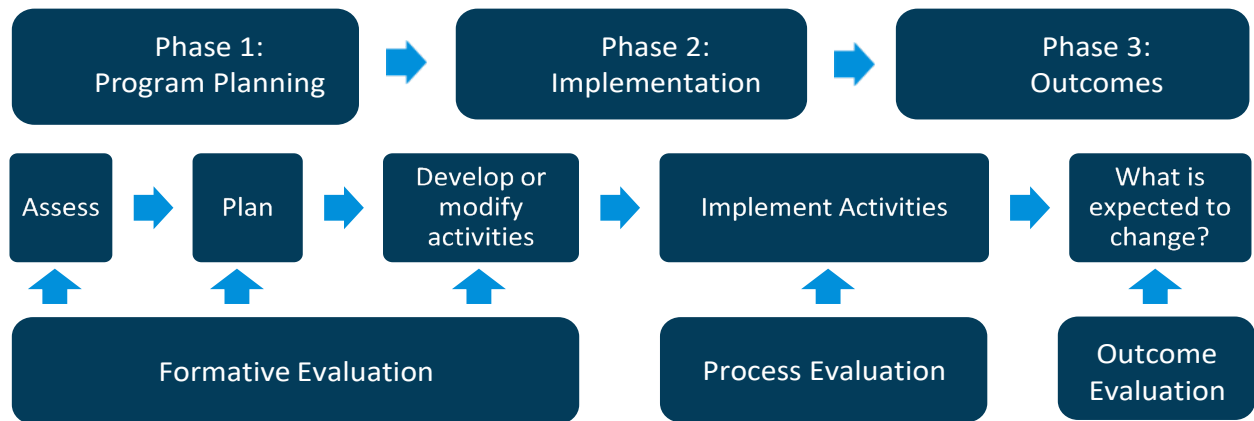 Phase 1:
Program Planning
Phase 2:
Implementation
Phase 3:
Outcomes
Assess
Plan
Develop or
modify
activities
Implement Activities
What is
expected to
change?
Formative Evaluation
Process Evaluation
Outcome
Evaluation